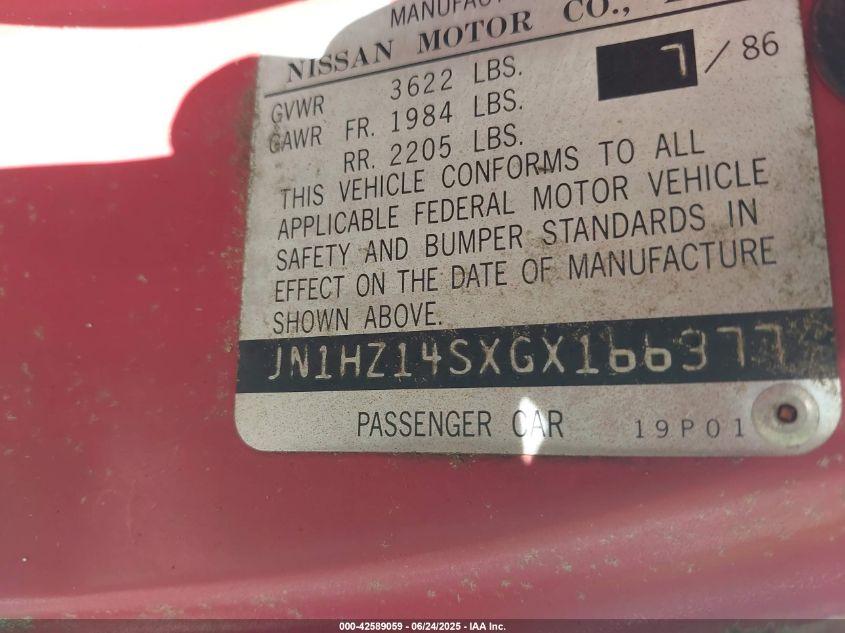 MANUFAC
NISSAN MOTOR CO.,
7 / 86
GVWR 3622 LBS.
GAWR FR. 1984 LBS.
RR. 2205 LBS.
THIS VEHICLE CONFORMS TO ALL
APPLICABLE FEDERAL MOTOR VEHICLE
SAFETY AND BUMPER STANDARDS IN
EFFECT ON THE DATE OF MANUFACTURE
SHOWN ABOVE.
JN1HZ14SXGX166377
PASSENGER CAR 19P01
000-42589059 - 06/24/2025 - IAA Inc.